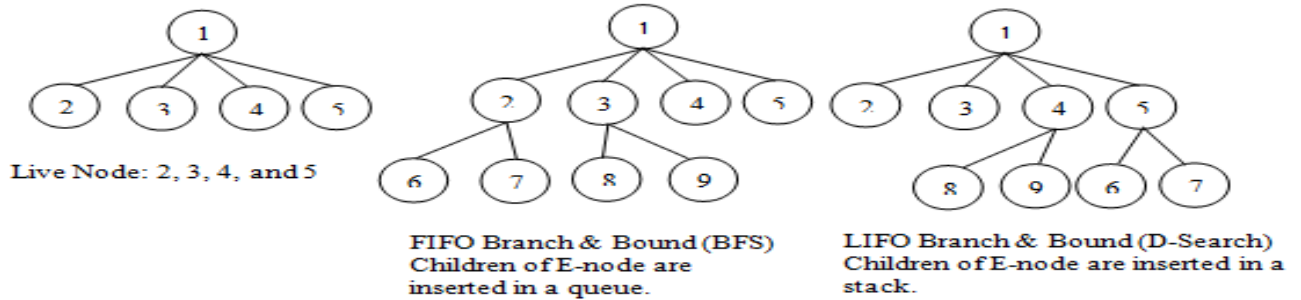 1
2 3 4 5
Live Node: 2, 3, 4, and 5
1
2 3 4 5
6 7 8 9
FIFO Branch & Bound (BFS)
Children of E-node are
inserted in a queue.
1
2 3 4 5
8 9 6 7
LIFO Branch & Bound (D-Search)
Children of E-node are inserted in a
stack.